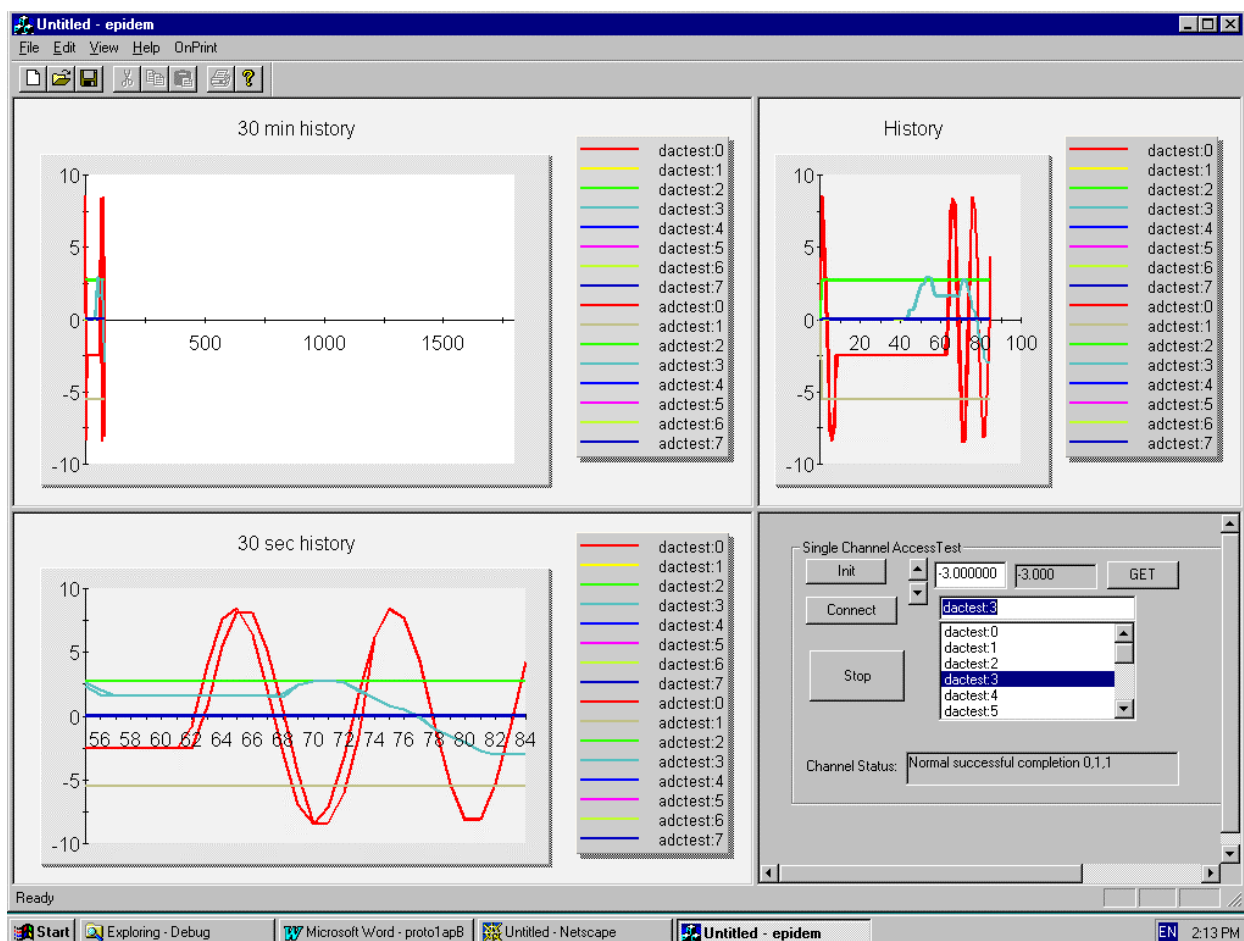 Untitled - epidem
File Edit View Help OnPrint
30 min history
10
5
0
-5
-10
500 1000 1500
dactest:0
dactest:1
dactest:2
dactest:3
dactest:4
dactest:5
dactest:6
dactest:7
adctest:0
adctest:1
adctest:2
adctest:3
adctest:4
adctest:5
adctest:6
adctest:7
History
10
5
0
-5
-10
20 40 60 80 100
dactest:0
dactest:1
dactest:2
dactest:3
dactest:4
dactest:5
dactest:6
dactest:7
adctest:0
adctest:1
adctest:2
adctest:3
adctest:4
adctest:5
adctest:6
adctest:7
30 sec history
10
5
0
-5
-10
56 58 60 62 64 66 68 70 72 74 76 78 80 82 84
dactest:0
dactest:1
dactest:2
dactest:3
dactest:4
dactest:5
dactest:6
dactest:7
adctest:0
adctest:1
adctest:2
adctest:3
adctest:4
adctest:5
adctest:6
adctest:7
Single Channel AccessTest
Init -3.000000 -3.000 GET
Connect dactest:3
dactest:0
dactest:1
dactest:2
Stop dactest:3
dactest:4
dactest:5
Channel Status: Normal successful completion 0,1,1
Ready
Start Exploring - Debug Microsoft Word - proto1apB Untitled - Netscape Untitled - epidem EN 2:13 PM